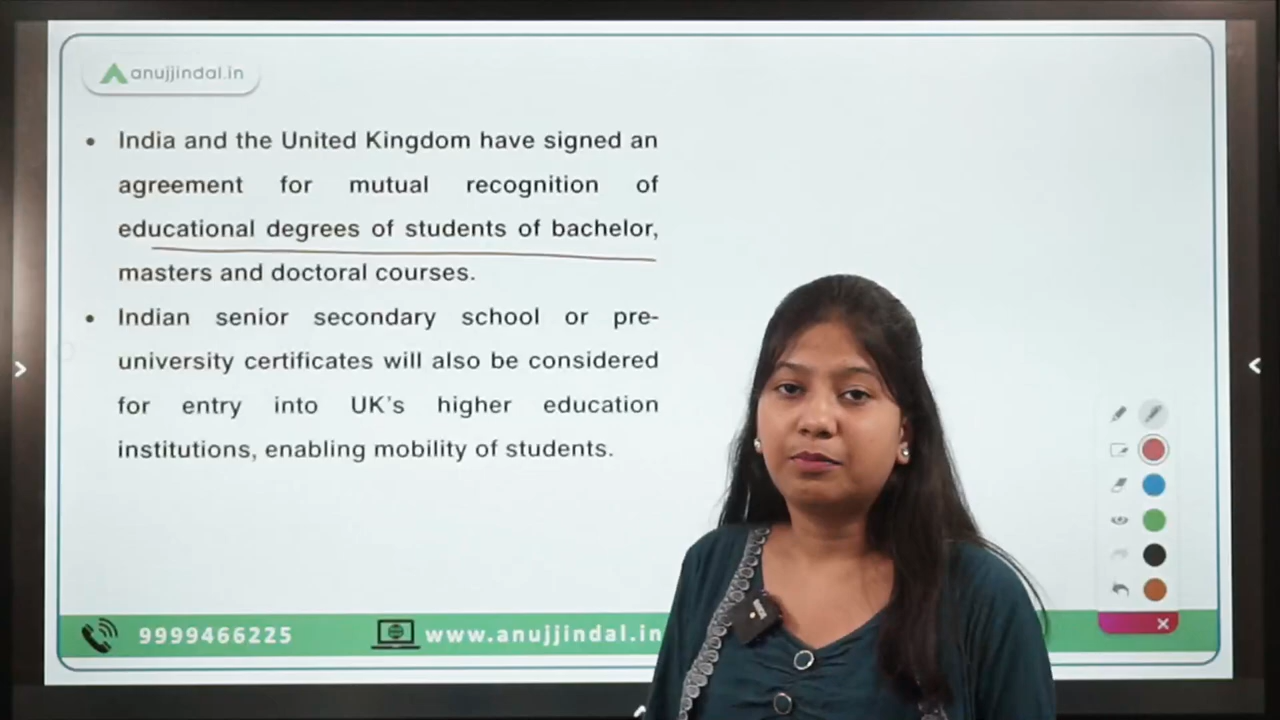 anujjindal.in
India and the United Kingdom have signed an
agreement for mutual recognition of
educational degrees of students of bachelor,
masters and doctoral courses.
Indian senior secondary school or pre-
university certificates will also be considered
for entry into UK's higher education
institutions, enabling mobility of students.
9999466225
www.anujjindal.in